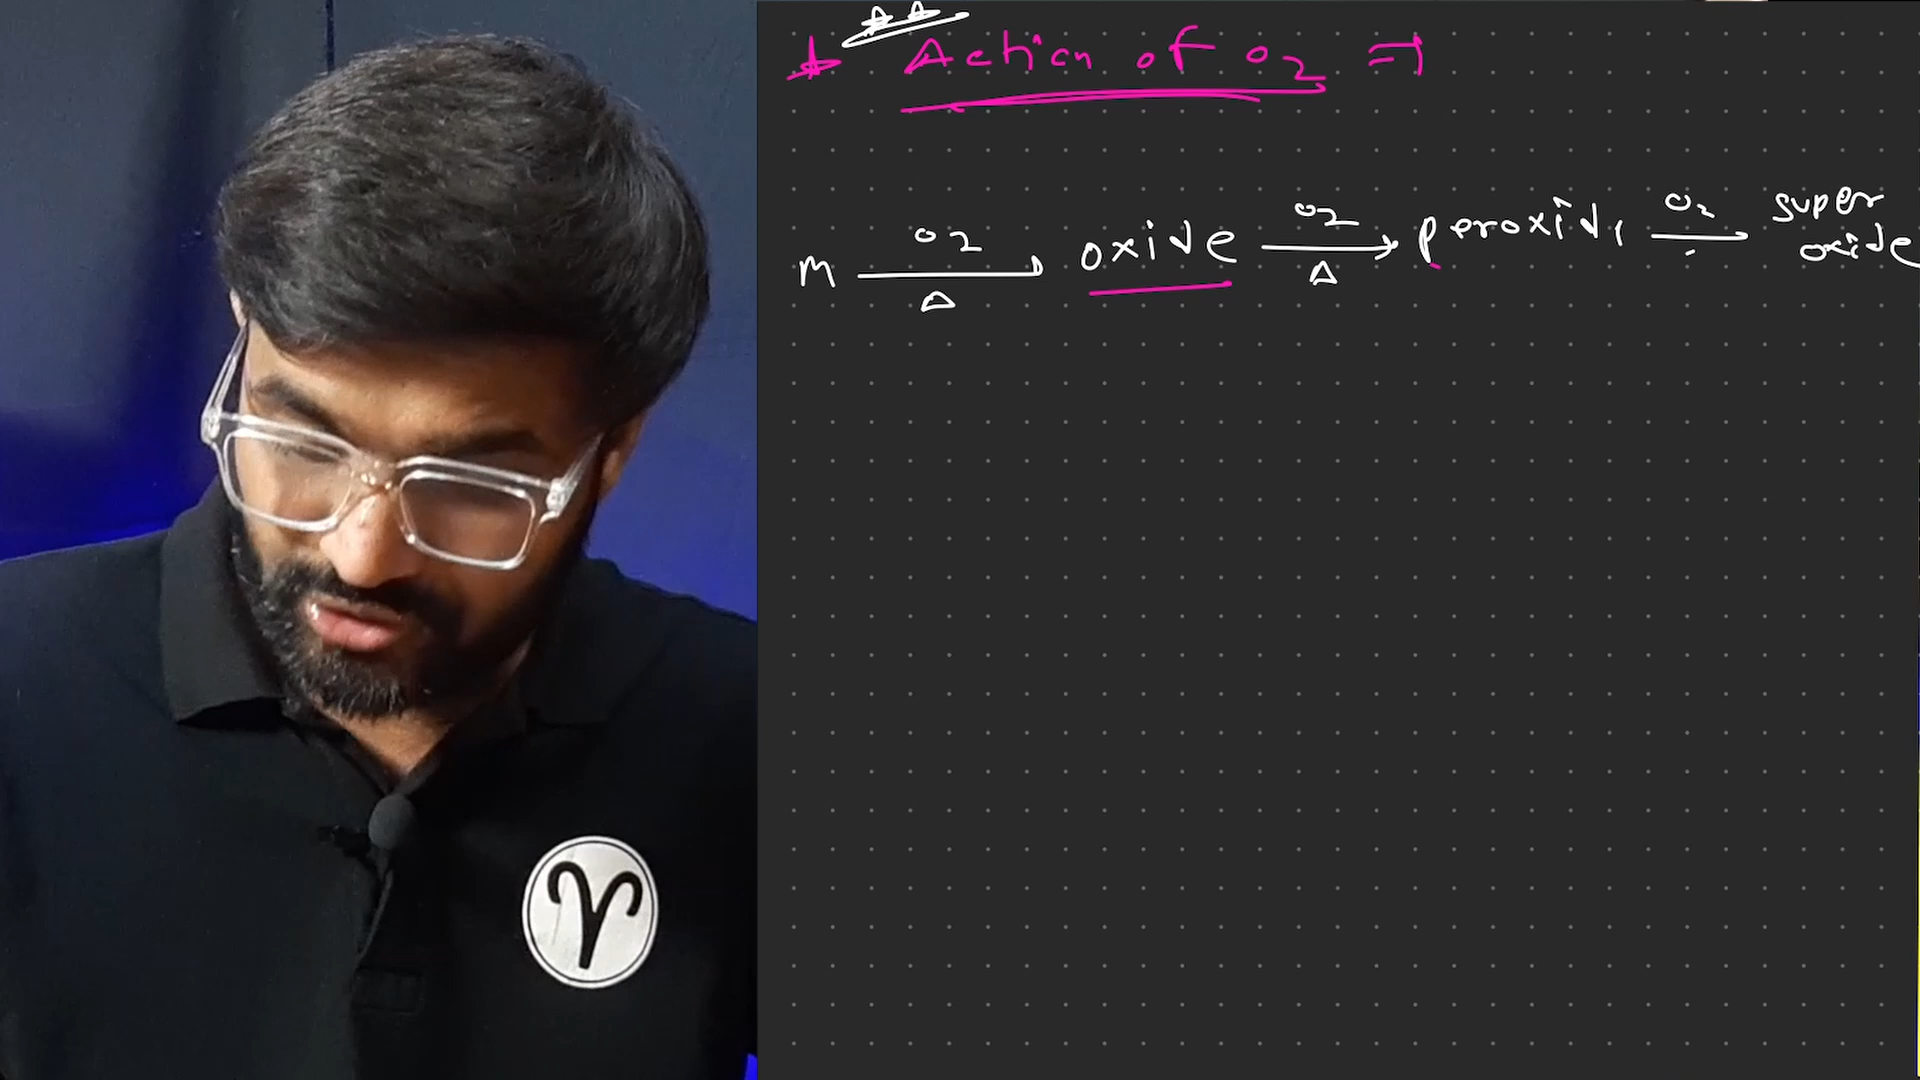 Action of O2 =>
M O2 Δ oxide O2 Δ peroxide O2 super oxide